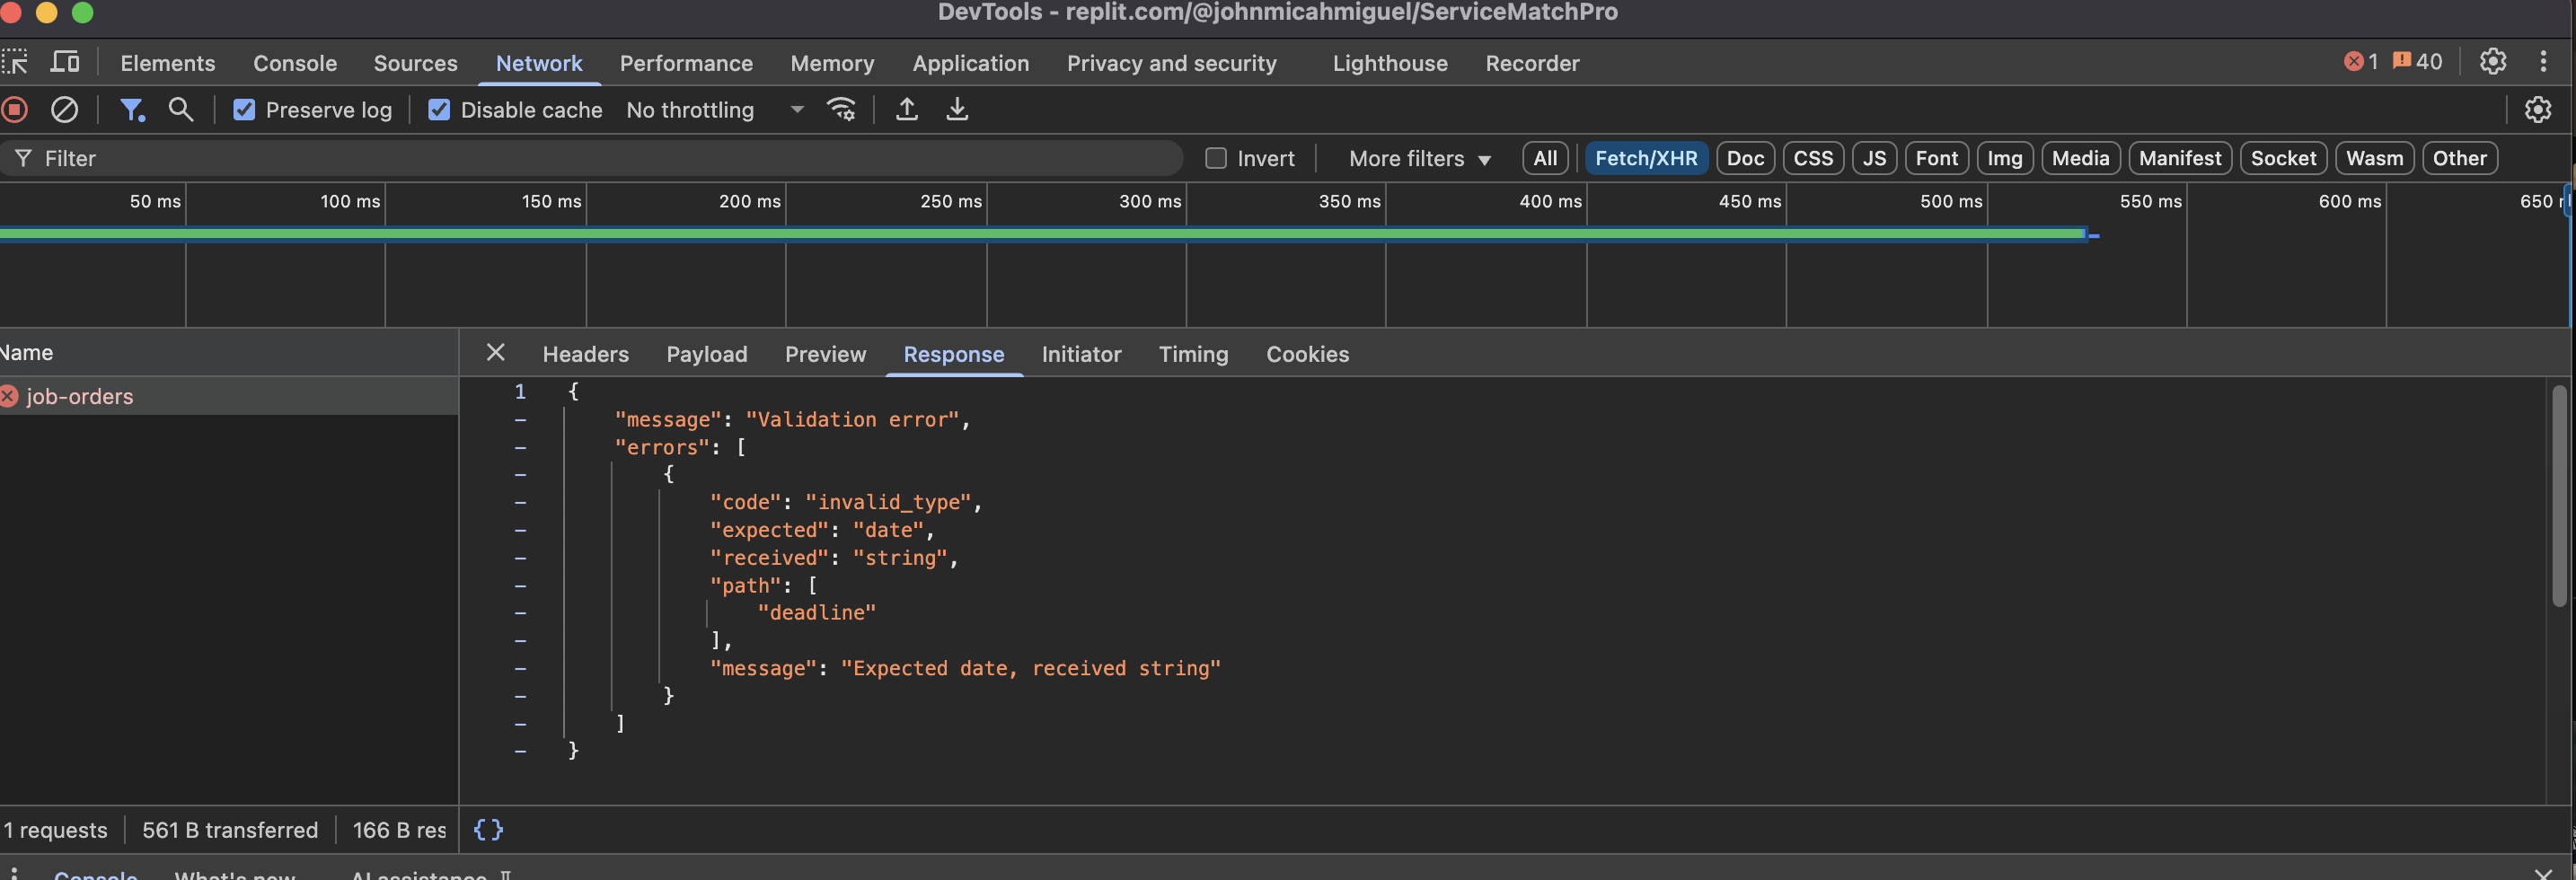 DevTools - replit.com/@johnmicahmiguel/ServiceMatchPro
Elements Console Sources Network Performance Memory Application Privacy and security Lighthouse Recorder 1 40
Preserve log Disable cache No throttling
Filter Invert More filters All Fetch/XHR Doc CSS JS Font Img Media Manifest Socket Wasm Other
50 ms 100 ms 150 ms 200 ms 250 ms 300 ms 350 ms 400 ms 450 ms 500 ms 550 ms 600 ms 650
Name Headers Payload Preview Response Initiator Timing Cookies
job-orders
1 {
"message": "Validation error",
"errors": [
{
"code": "invalid_type",
"expected": "date",
"received": "string",
"path": [
"deadline"
],
"message": "Expected date, received string"
}
]
}
1 requests 561 B transferred 166 B res {}
Console What's new AI assistance